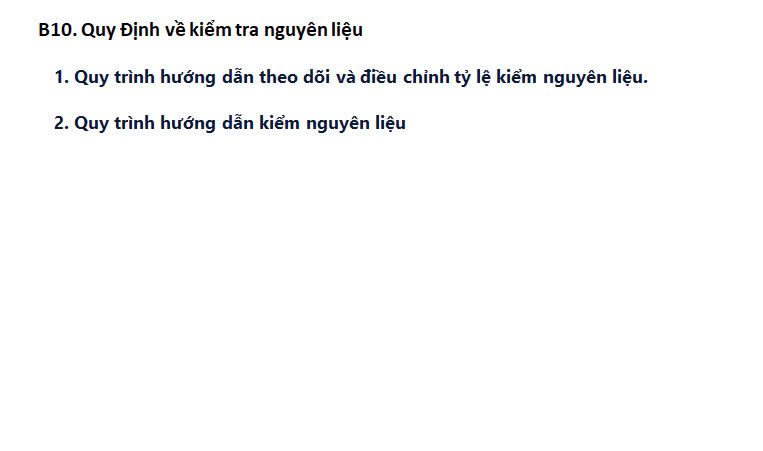 B10. Quy Định về kiểm tra nguyên liệu
1. Quy trình hướng dẫn theo dõi và điều chỉnh tỷ lệ kiểm nguyên liệu.
2. Quy trình hướng dẫn kiểm nguyên liệu